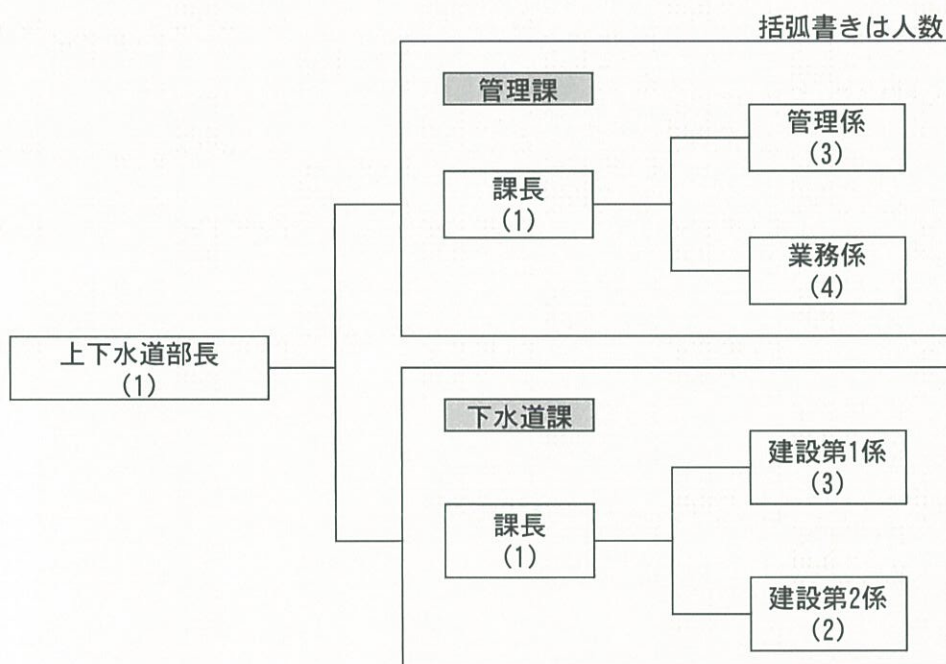 括弧書きは人数
管理課
課長
(1)
管理係
(3)
業務係
(4)
上下水道部長
(1)
下水道課
課長
(1)
建設第1係
(3)
建設第2係
(2)